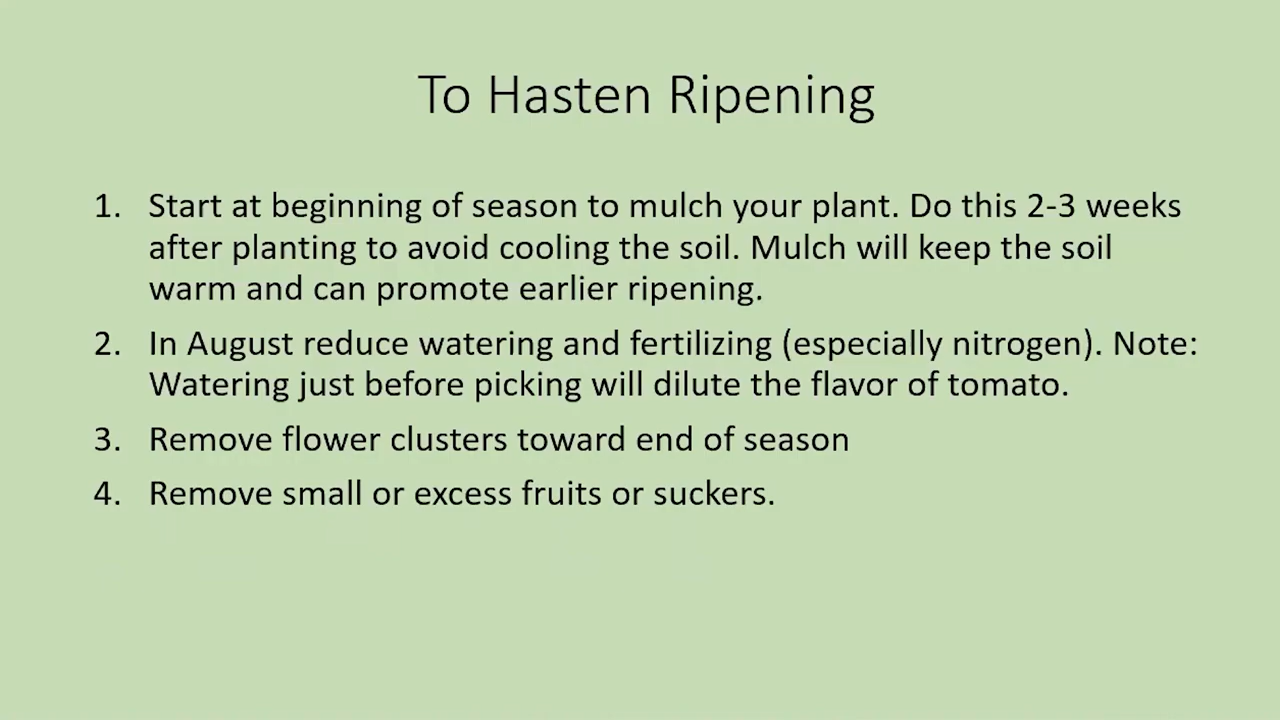 To Hasten Ripening
1. Start at beginning of season to mulch your plant. Do this 2-3 weeks
after planting to avoid cooling the soil. Mulch will keep the soil
warm and can promote earlier ripening.
2. In August reduce watering and fertilizing (especially nitrogen). Note:
Watering just before picking will dilute the flavor of tomato.
3. Remove flower clusters toward end of season
4. Remove small or excess fruits or suckers.